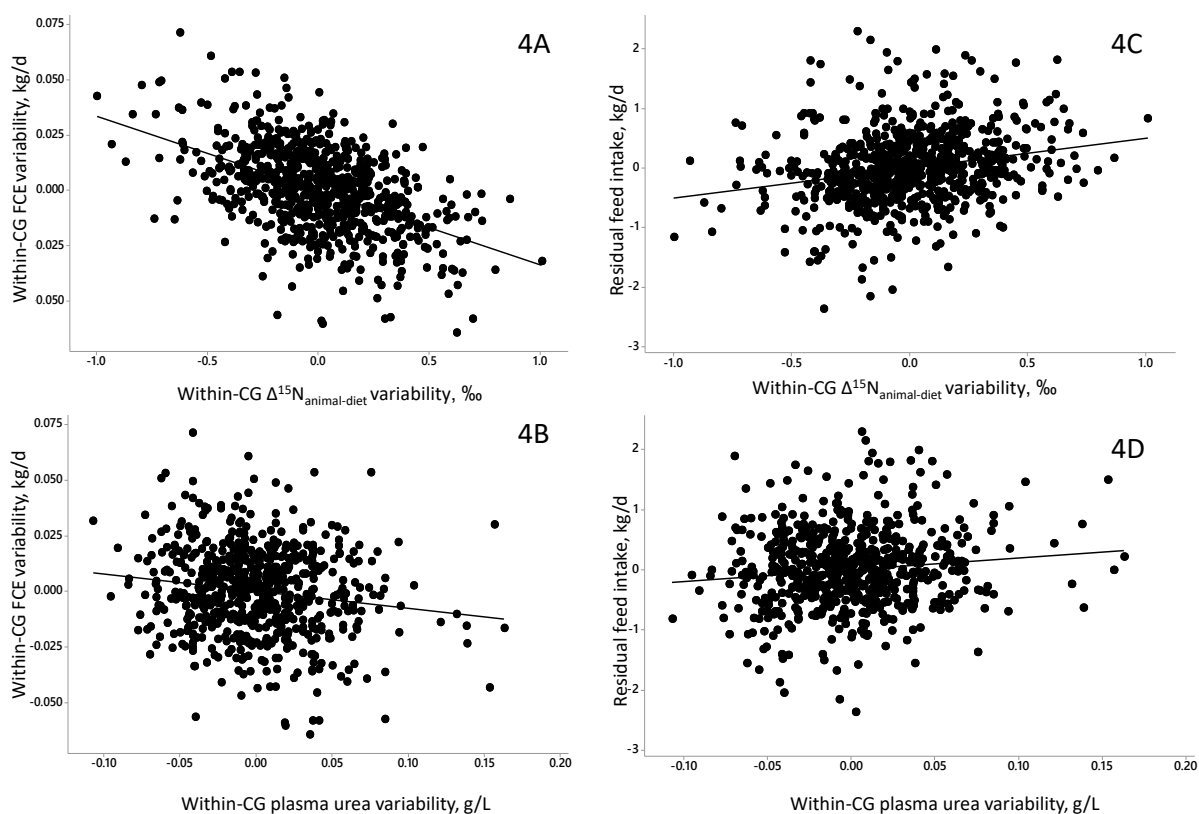 4A
Within-CG FCE variability, kg/d
0.075
0.050
0.025
0.000
0.025
0.050
-1.0 -0.5 0.0 0.5 1.0
Within-CG Δ¹⁵Nanimal-diet variability, ‰
4C
Residual feed intake, kg/d
2
1
0
-1
-2
-3
-1.0 -0.5 0.0 0.5 1.0
Within-CG Δ¹⁵Nanimal-diet variability, ‰
4B
Within-CG FCE variability, kg/d
0.075
0.050
0.025
0.000
-0.025
-0.050
-0.10 -0.05 0.00 0.05 0.10 0.15 0.20
Within-CG plasma urea variability, g/L
4D
Residual feed intake, kg/d
2
1
0
-1
-2
-3
-0.10 -0.05 0.00 0.05 0.10 0.15 0.20
Within-CG plasma urea variability, g/L